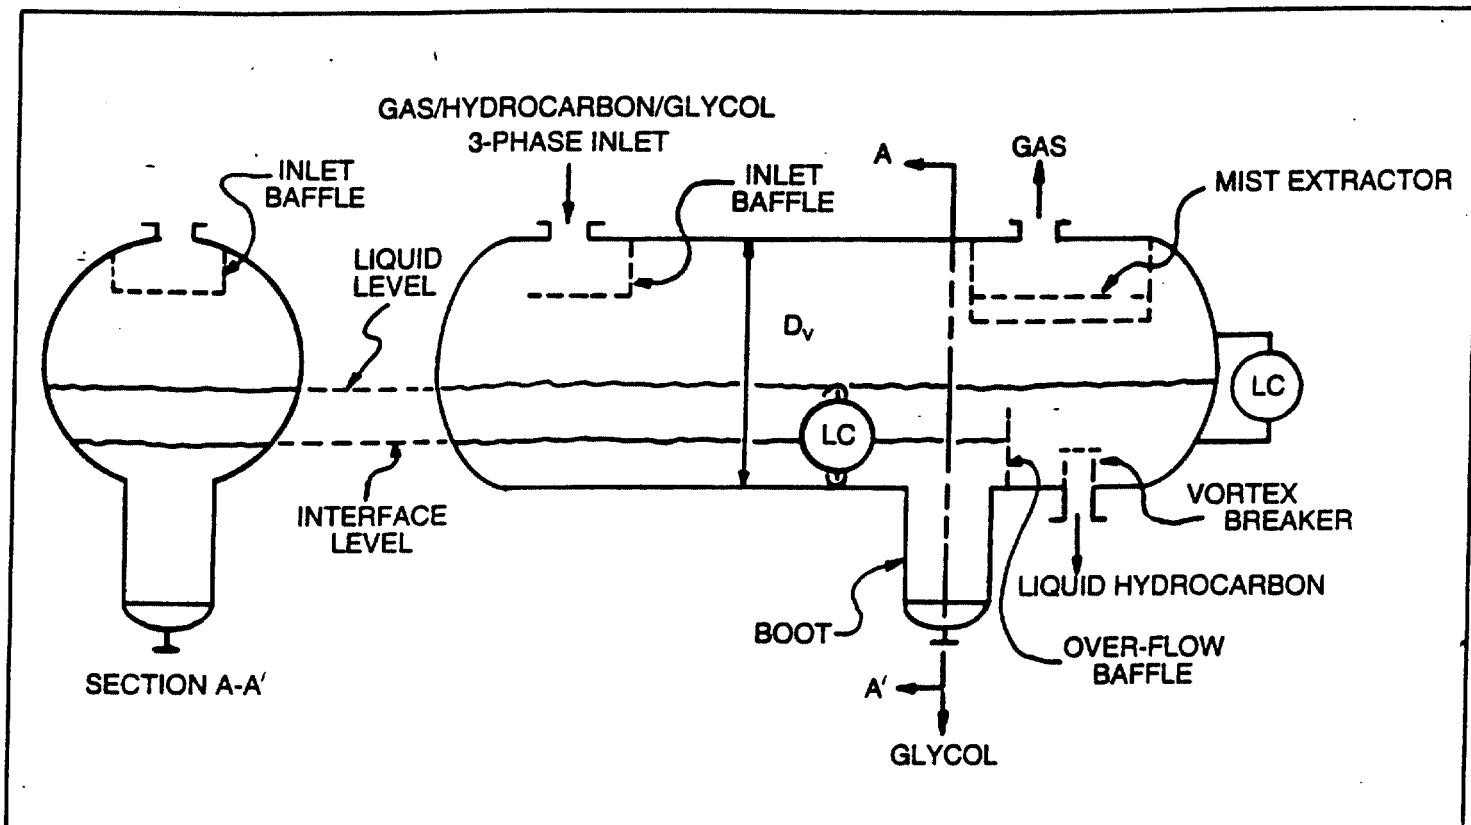 GAS/HYDROCARBON/GLYCOL
3-PHASE INLET
INLET
BAFFLE
INLET
BAFFLE
A
GAS
MIST EXTRACTOR
LIQUID
LEVEL
Dv
LC
LC
INTERFACE
LEVEL
VORTEX
BREAKER
LIQUID HYDROCARBON
BOOT
OVER-FLOW
BAFFLE
SECTION A-A'
A'
GLYCOL